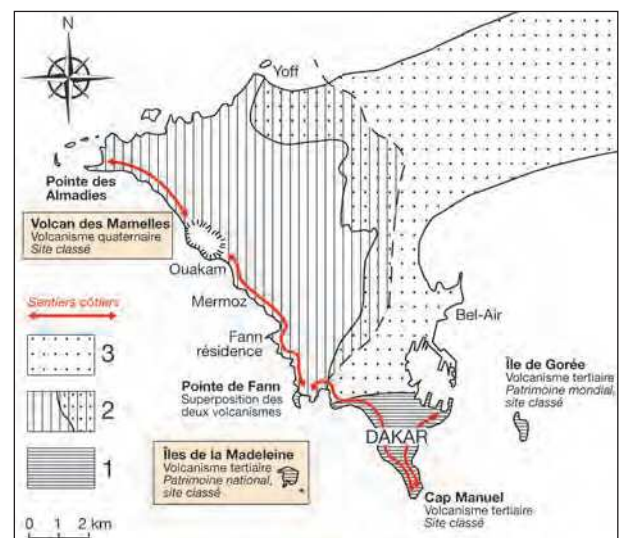 N
Yoff
Pointe des
Almadies
Volcan des Mamelles
Volcanisme quaternaire
Site classé
Ouakam
Mermoz
Sentiers côtiers
Bel-Air
Fann
résidence
3
Pointe de Fann
Superposition des
deux volcanismes
Île de Gorée
Volcanisme tertiaire
Patrimoine mondial,
site classé
2
DAKAR
Îles de la Madeleine
Volcanisme tertiaire
Patrimoine national,
site classé
1
Cap Manuel
Volcanisme tertiaire
Site classé
0 1 2 km